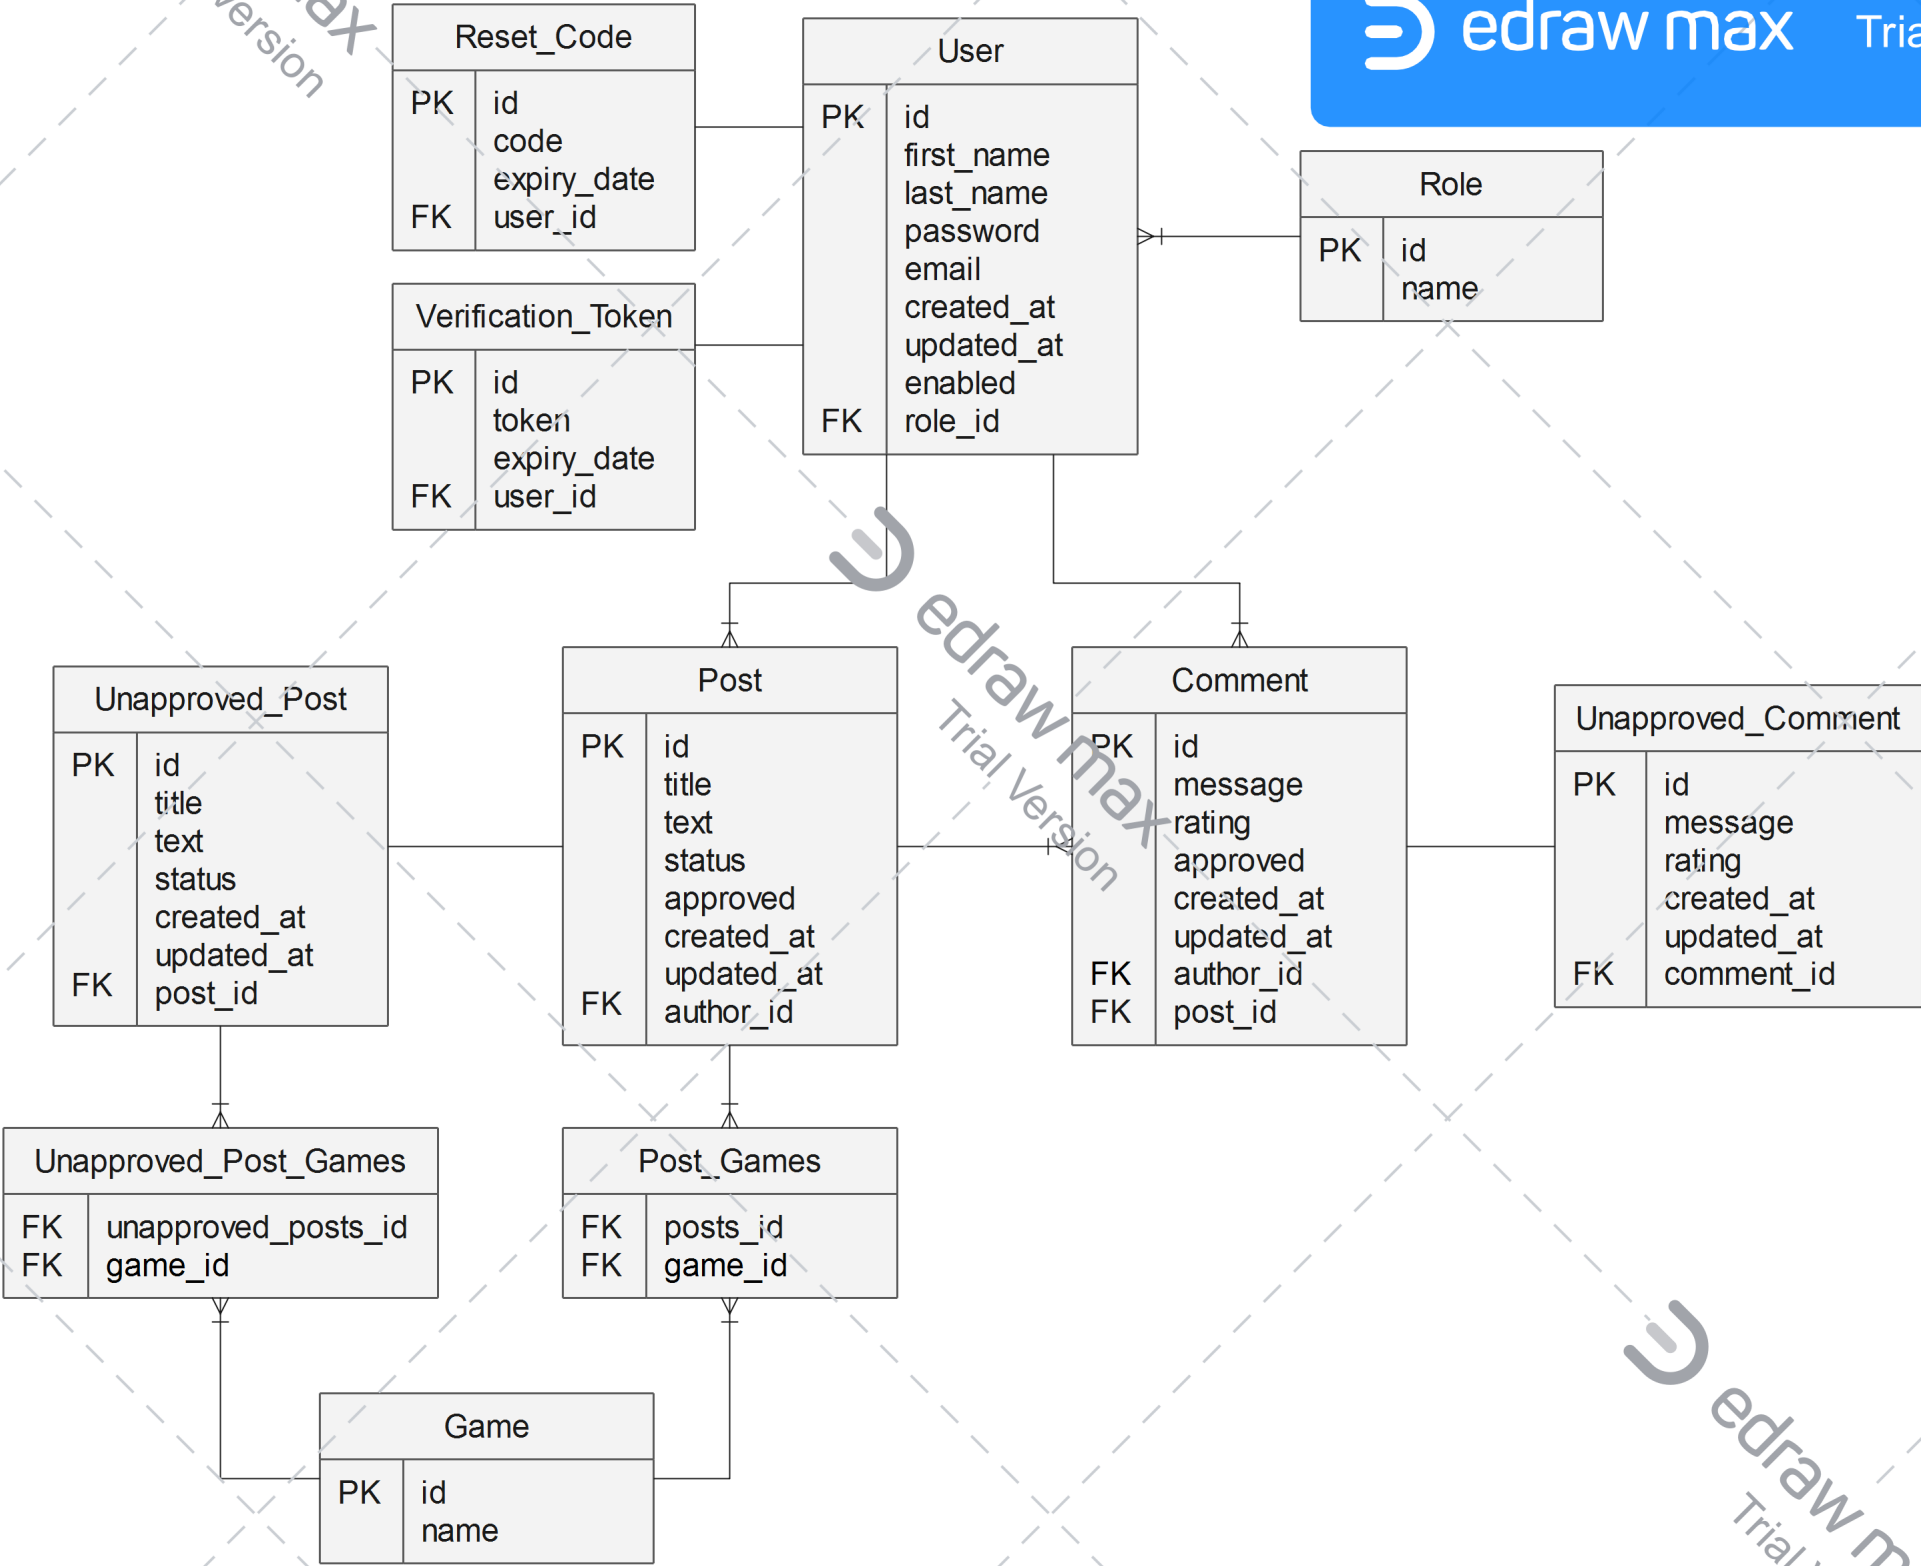 max
version
edraw max
Reset_Code
PK id
code
expiry_date
FK user_id
User
PK id
first_name
last_name
password
email
created_at
updated_at
enabled
FK role_id
Role
PK id
name
Verification_Token
PK id
token
expiry_date
FK user_id
edraw max
Trial Version
Unapproved_Post
PK id
title
text
status
created_at
updated_at
FK post_id
Post
PK id
title
text
status
approved
created_at
updated_at
FK author_id
Comment
PK id
message
rating
approved
created_at
updated_at
FK author_id
FK post_id
Unapproved_Comment
PK id
message
rating
created_at
updated_at
FK comment_id
Unapproved_Post_Games
FK unapproved_posts_id
FK game_id
Post_Games
FK posts_id
FK game_id
Game
PK id
name
edraw
Trial